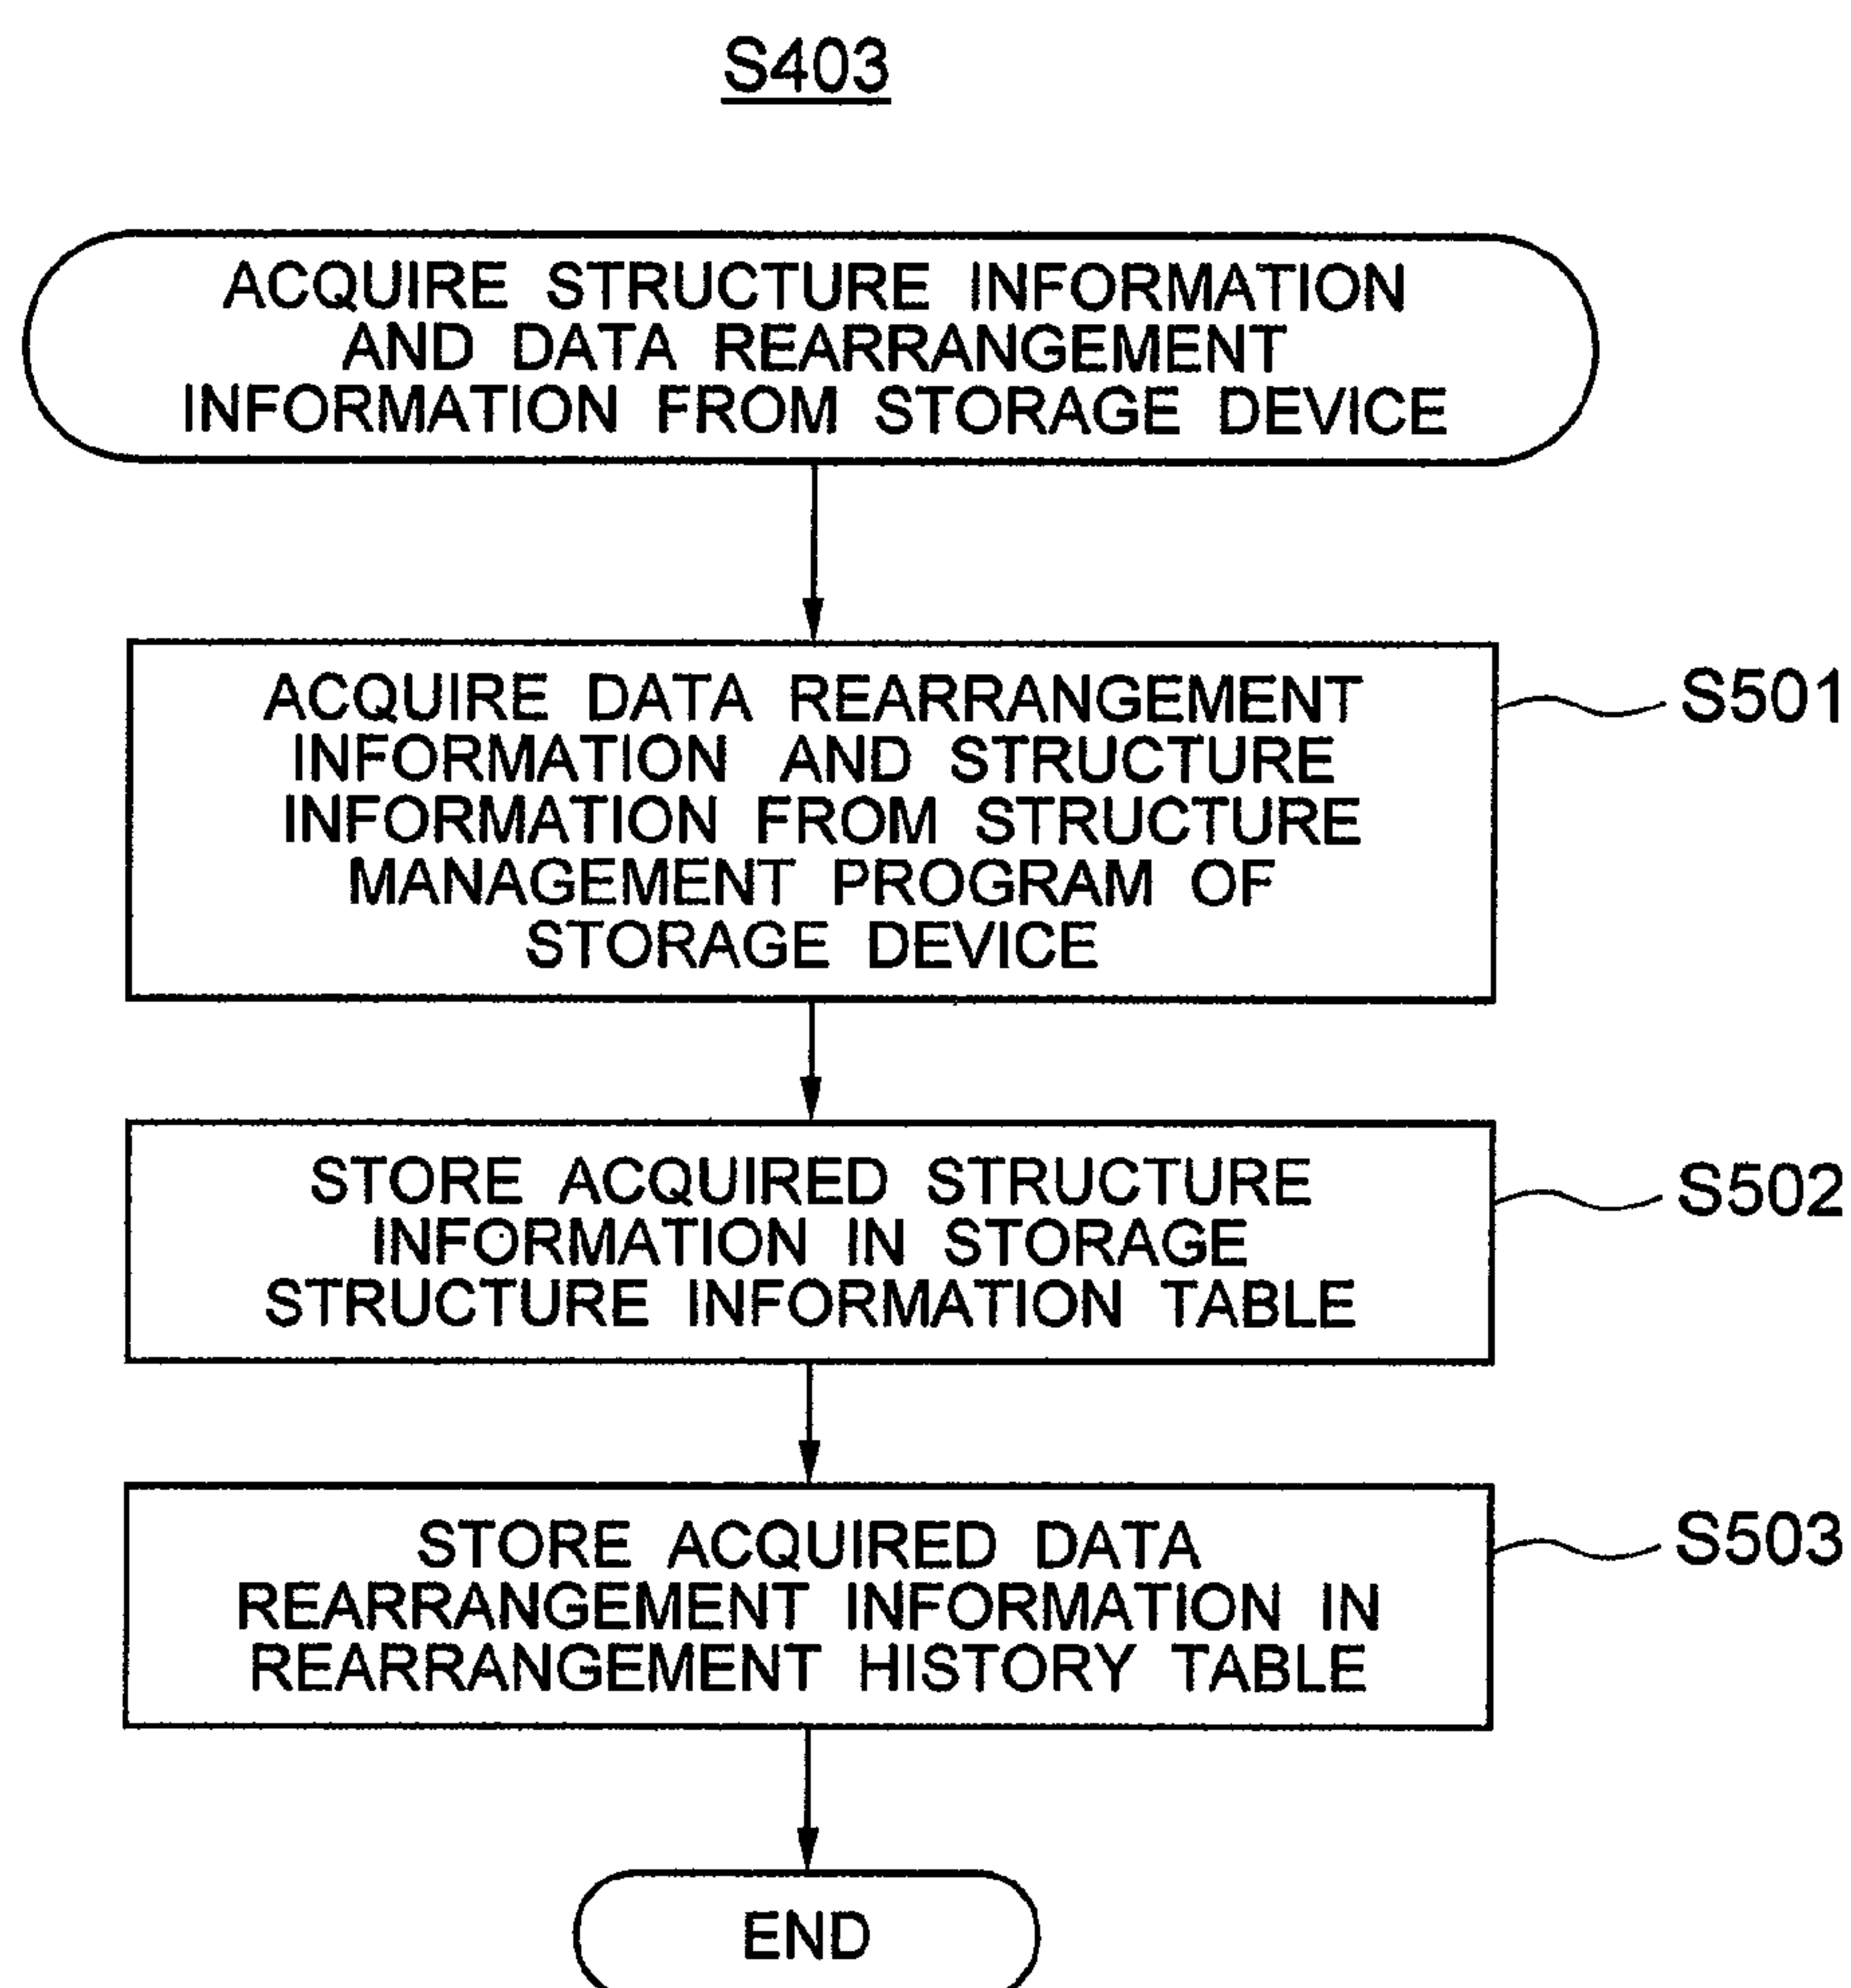 S403
ACQUIRE STRUCTURE INFORMATION
AND DATA REARRANGEMENT
INFORMATION FROM STORAGE DEVICE
ACQUIRE DATA REARRANGEMENT
INFORMATION AND STRUCTURE
INFORMATION FROM STRUCTURE
MANAGEMENT PROGRAM OF
STORAGE DEVICE
S501
STORE ACQUIRED STRUCTURE
INFORMATION IN STORAGE
STRUCTURE INFORMATION TABLE
S502
STORE ACQUIRED DATA
REARRANGEMENT INFORMATION IN
REARRANGEMENT HISTORY TABLE
S503
END